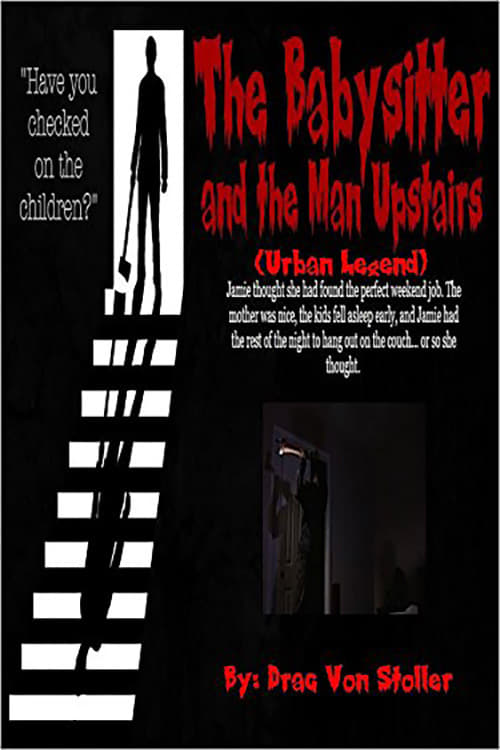 "Have you
checked
on the
children?"
The Babysitter
and the Man Upstairs
(Urban Legend)
Jamie thought she had found the perfect weekend job. The
mother was nice, the kids fell asleep early, and Jamie had
the rest of the night to hang out on the couch... or so she
thought.
By: Drac Von Stoller